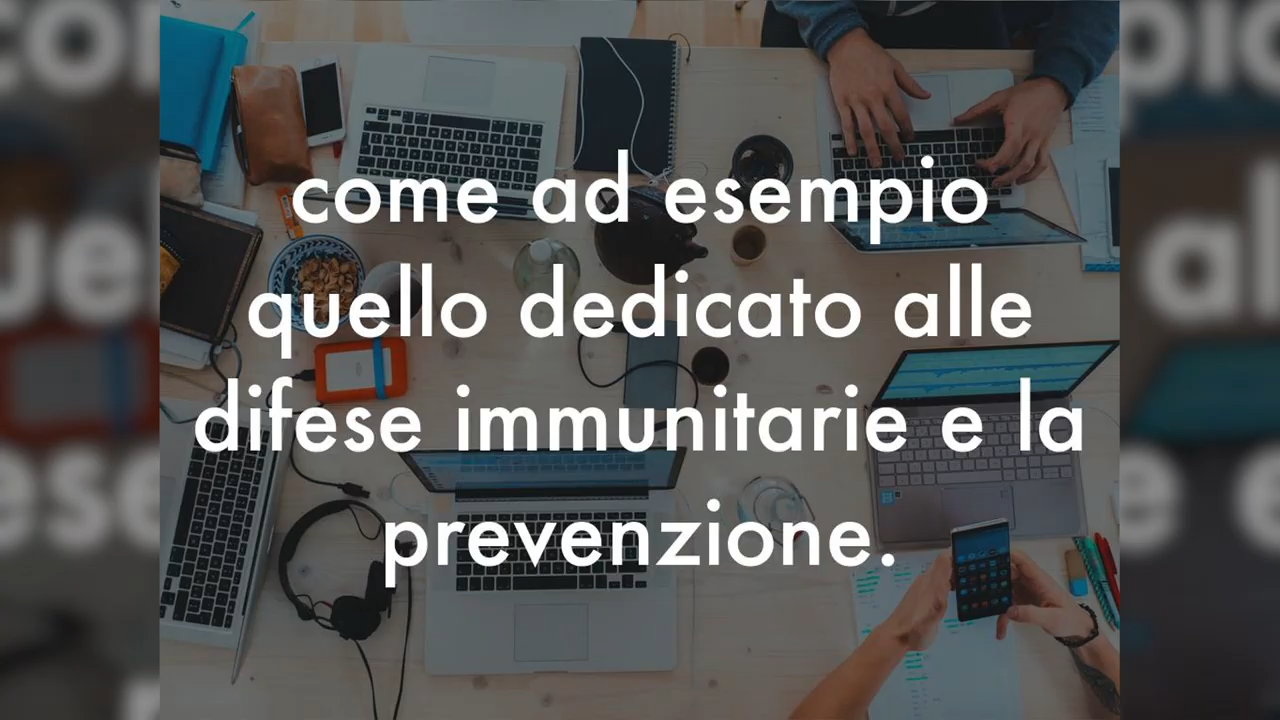 come ad esempio
quello dedicato alle
difese immunitarie e la
prevenzione.